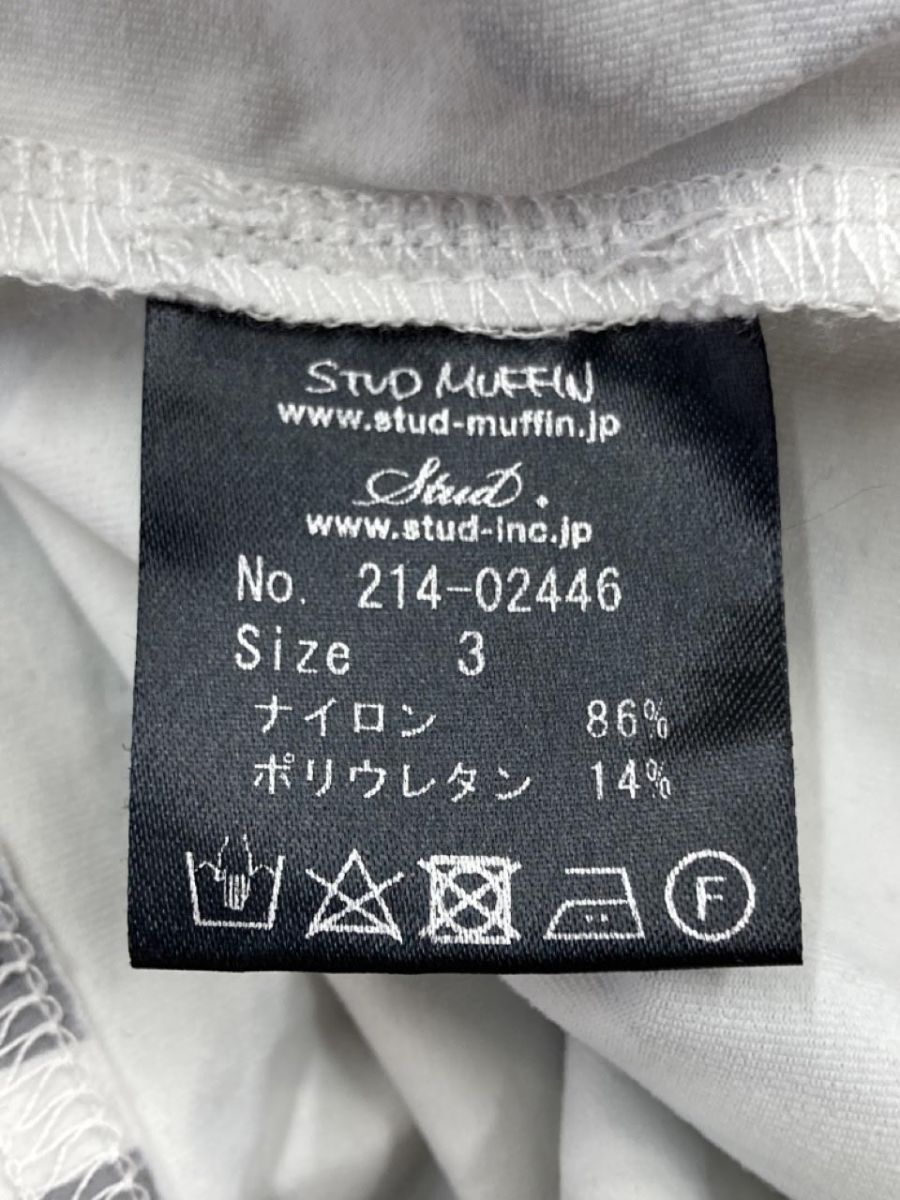 STUD MUFFIN
www.stud-muffin.jp
Stud.
www.stud-inc.jp
No. 214-02446
Size 3
ナイロン 86%
ポリウレタン 14%
F